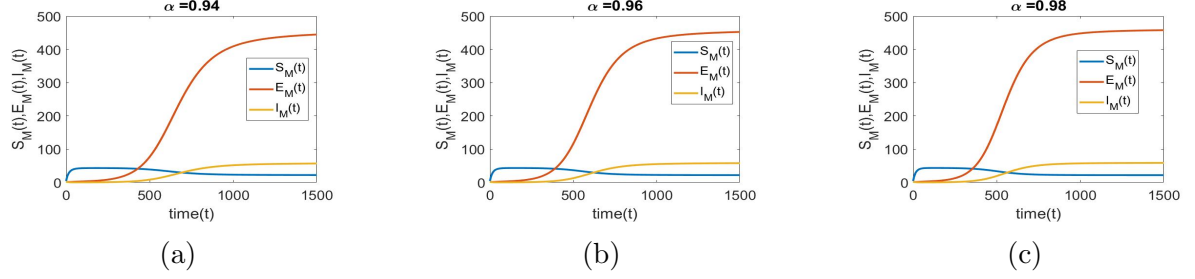 α =0.94
500
400
300
200
100
0
S_M(t),E_M(t),I_M(t)
S_M(t)
E_M(t)
I_M(t)
0 500 1000 1500
time(t)
(a)
α =0.96
500
400
300
200
100
0
S_M(t),E_M(t),I_M(t)
S_M(t)
E_M(t)
I_M(t)
0 500 1000 1500
time(t)
(b)
α =0.98
500
400
300
200
100
0
S_M(t),E_M(t),I_M(t)
S_M(t)
E_M(t)
I_M(t)
0 500 1000 1500
time(t)
(c)